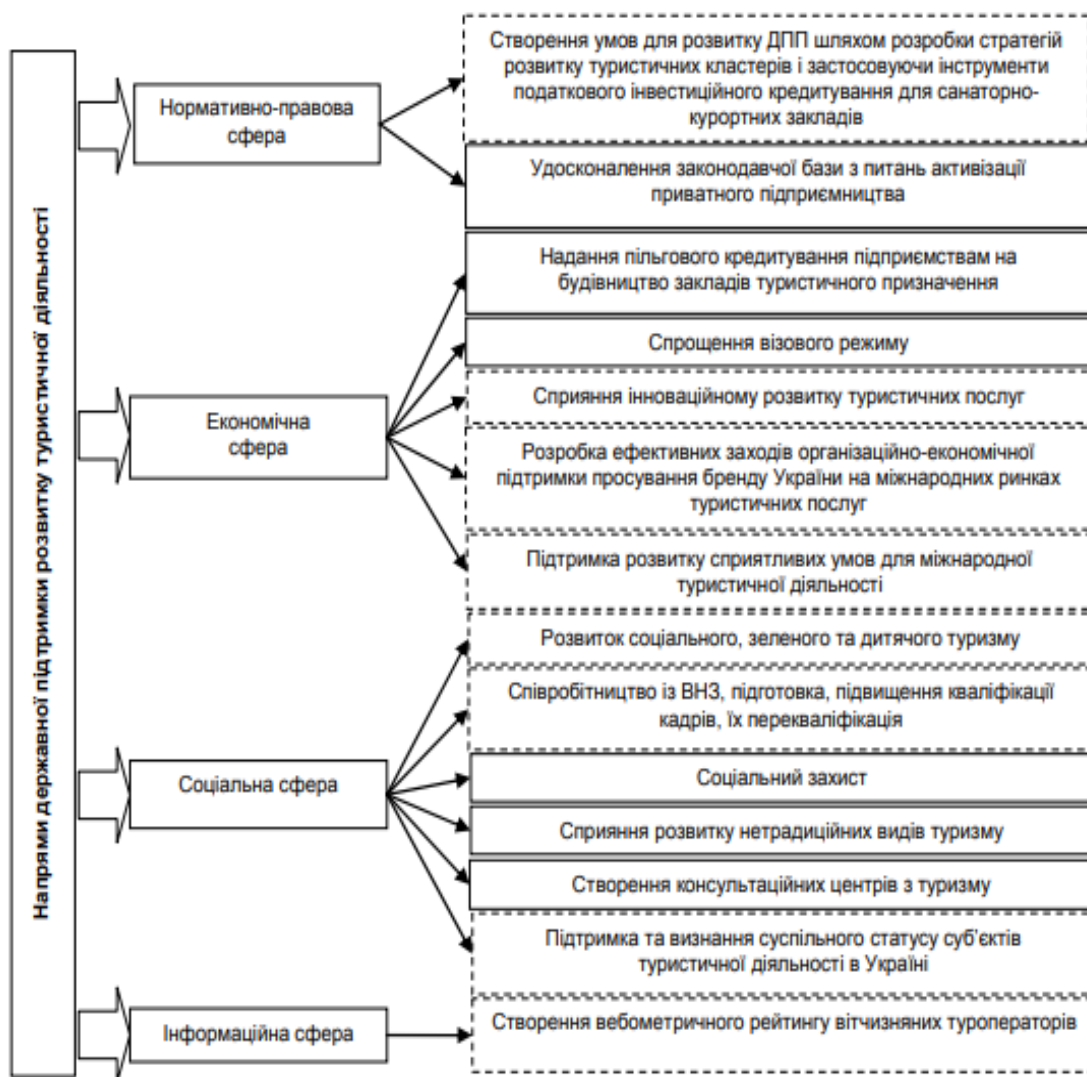 Напрями державної підтримки розвитку туристичної діяльності
Нормативно-правова
сфера
Створення умов для розвитку ДПП шляхом розробки стратегій
розвитку туристичних кластерів і застосовуючи інструменти
податкового інвестиційного кредитування для санаторно-
курортних закладів
Удосконалення законодавчої бази з питань активізації
приватного підприємництва
Економічна
сфера
Надання пільгового кредитування підприємствам на
будівництво закладів туристичного призначення
Спрощення візового режиму
Сприяння інноваційному розвитку туристичних послуг
Розробка ефективних заходів організаційно-економічної
підтримки просування бренду України на міжнародних ринках
туристичних послуг
Підтримка розвитку сприятливих умов для міжнародної
туристичної діяльності
Соціальна сфера
Розвиток соціального, зеленого та дитячого туризму
Співробітництво із ВНЗ, підготовка, підвищення кваліфікації
кадрів, їх перекваліфікація
Соціальний захист
Сприяння розвитку нетрадиційних видів туризму
Створення консультаційних центрів з туризму
Підтримка та визнання суспільного статусу суб’єктів
туристичної діяльності в Україні
Інформаційна сфера
Створення вебометричного рейтингу вітчизняних туроператорів